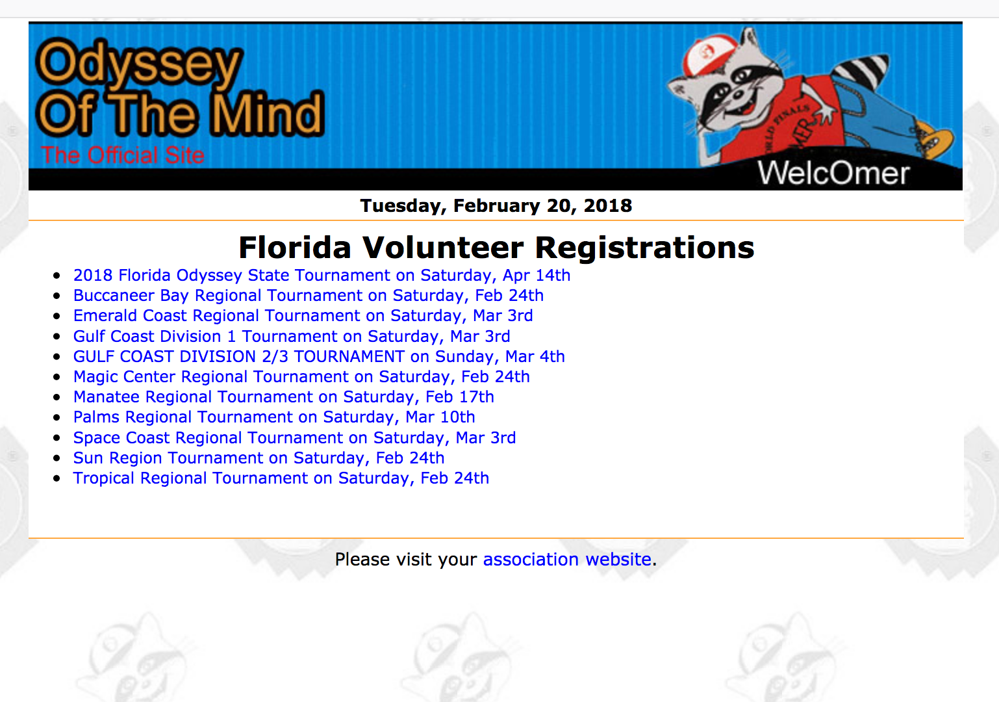 Odyssey
Of The Mind
The Official Site
WORLD FINALS
OMER
WelcOmer
Tuesday, February 20, 2018
Florida Volunteer Registrations
2018 Florida Odyssey State Tournament on Saturday, Apr 14th
Buccaneer Bay Regional Tournament on Saturday, Feb 24th
Emerald Coast Regional Tournament on Saturday, Mar 3rd
Gulf Coast Division 1 Tournament on Saturday, Mar 3rd
GULF COAST DIVISION 2/3 TOURNAMENT on Sunday, Mar 4th
Magic Center Regional Tournament on Saturday, Feb 24th
Manatee Regional Tournament on Saturday, Feb 17th
Palms Regional Tournament on Saturday, Mar 10th
Space Coast Regional Tournament on Saturday, Mar 3rd
Sun Region Tournament on Saturday, Feb 24th
Tropical Regional Tournament on Saturday, Feb 24th
Please visit your association website.